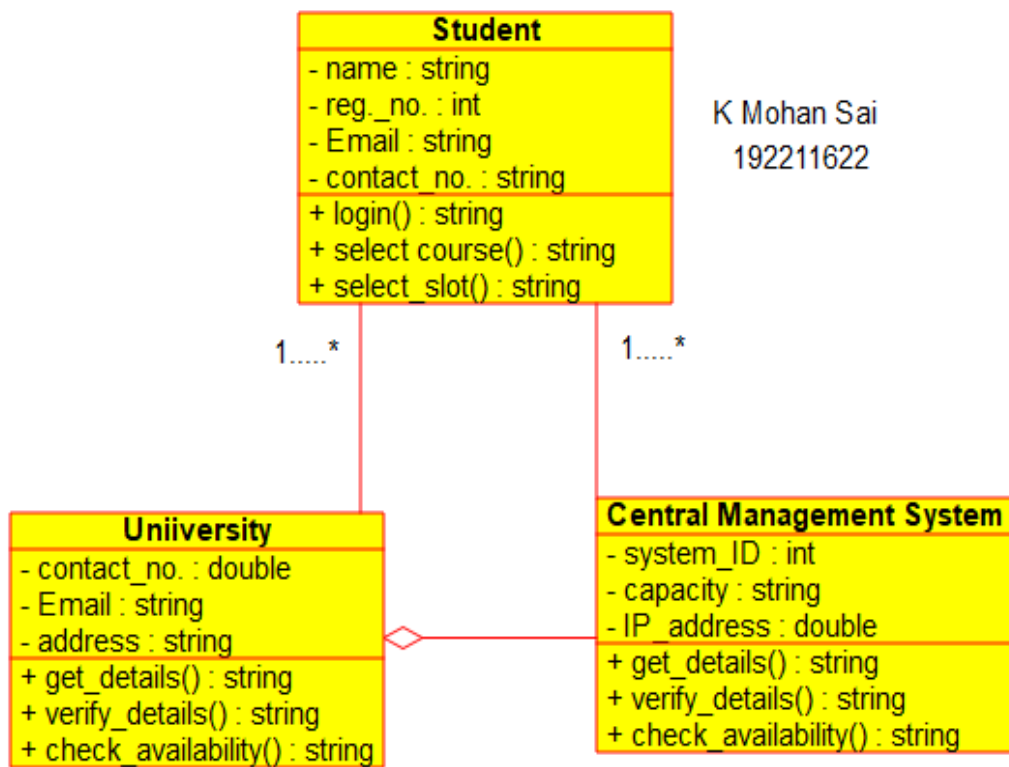 Student
- name : string
- reg._no. : int
- Email : string
- contact_no. : string
+ login() : string
+ select course() : string
+ select_slot() : string
K Mohan Sai
192211622
1.....*
1.....*
Uniiversity
- contact_no. : double
- Email : string
- address : string
+ get_details() : string
+ verify_details() : string
+ check_availability() : string
Central Management System
- system_ID : int
- capacity : string
- IP_address : double
+ get_details() : string
+ verify_details() : string
+ check_availability() : string